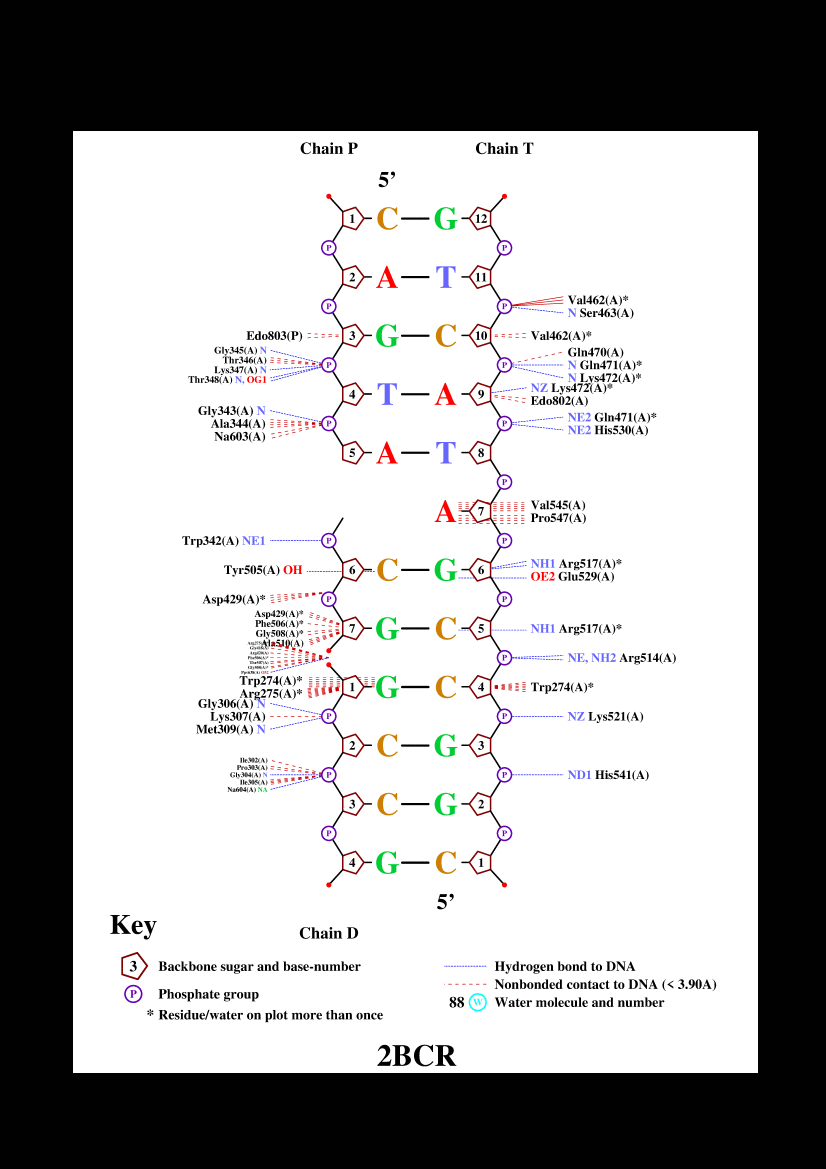 Chain P Chain T
5’
1 C G 12
P P
2 A T 11
P P
Val462(A)*
N Ser463(A)
Edo803(P) 3 G C 10 Val462(A)*
Gly345(A) N
Thr346(A)
Lys347(A) N
Thr348(A) N, OG1
P P
Gln470(A)
N Gln471(A)*
N Lys472(A)*
4 T A 9
NZ Lys472(A)*
Edo802(A)
Gly343(A) N
Ala344(A)
Na603(A)
P P
NE2 Gln471(A)*
NE2 His530(A)
5 A T 8
P
A 7
Val545(A)
Pro547(A)
Trp342(A) NE1 P P
Tyr505(A) OH 6 C G 6
NH1 Arg517(A)*
OE2 Glu529(A)
Asp429(A)* P P
Asp429(A)*
Phe506(A)*
Gly508(A)*
Ala510(A)
7 G C 5 NH1 Arg517(A)*
P NE, NH2 Arg514(A)
Trp274(A)*
Arg275(A)*
1 G C 4 Trp274(A)*
Gly306(A) N
Lys307(A)
Met309(A) N
P P NZ Lys521(A)
2 C G 3
Ile302(A)
Pro303(A)
Gly304(A) N
Ile305(A)
Na604(A) NA
P P ND1 His541(A)
3 C G 2
P P
4 G C 1
5’
Key
Chain D
3 Backbone sugar and base-number
P Phosphate group
* Residue/water on plot more than once
Hydrogen bond to DNA
Nonbonded contact to DNA (< 3.90A)
88 W Water molecule and number
2BCR